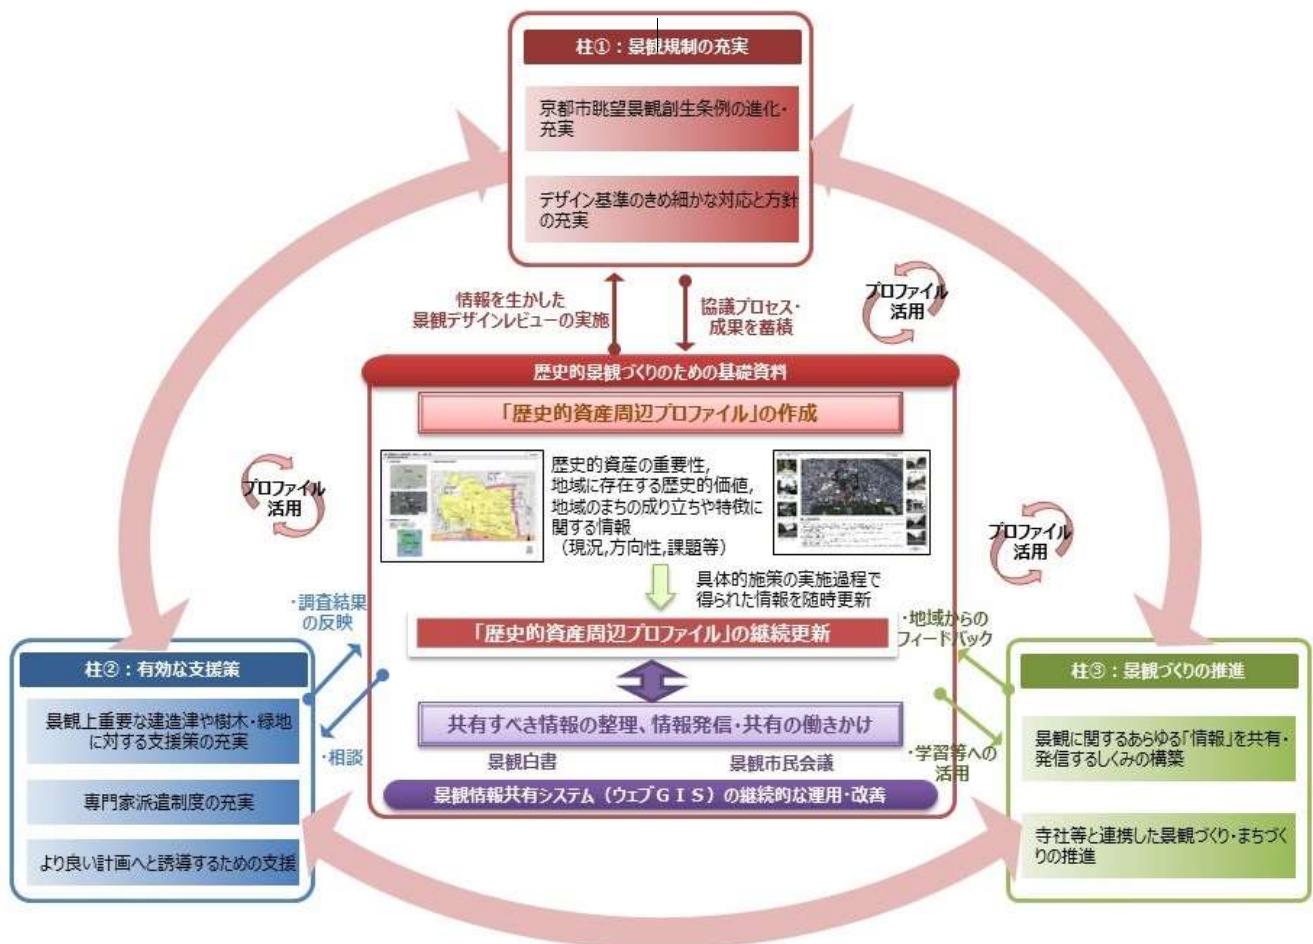 柱①：景観規制の充実
京都市眺望景観創生条例の進化・
充実
デザイン基準のきめ細かな対応と方針
の充実
情報を生かした
景観デザインレビューの実施
協議プロセス・
成果を蓄積
プロファイル
活用
歴史的景観づくりのための基礎資料
「歴史的資産周辺プロファイル」の作成
歴史的資産の重要性,
地域に存在する歴史的価値,
地域のまちの成り立ちや特徴に
関する情報
（現況,方向性,課題等）
プロファイル
活用
プロファイル
活用
具体的施策の実施過程で
得られた情報を随時更新
「歴史的資産周辺プロファイル」の継続更新
共有すべき情報の整理、情報発信・共有の働きかけ
景観白書
景観市民会議
景観情報共有システム（ウェブGIS）の継続的な運用・改善
・調査結果
の反映
・相談
・地域からの
フィードバック
・学習等への
活用
柱②：有効な支援策
景観上重要な建造津や樹木・緑地
に対する支援策の充実
専門家派遣制度の充実
より良い計画へと誘導するための支援
柱③：景観づくりの推進
景観に関するあらゆる「情報」を共有・
発信するしくみの構築
寺社等と連携した景観づくり・まちづく
りの推進